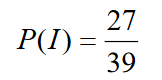 P(I) = 27/39